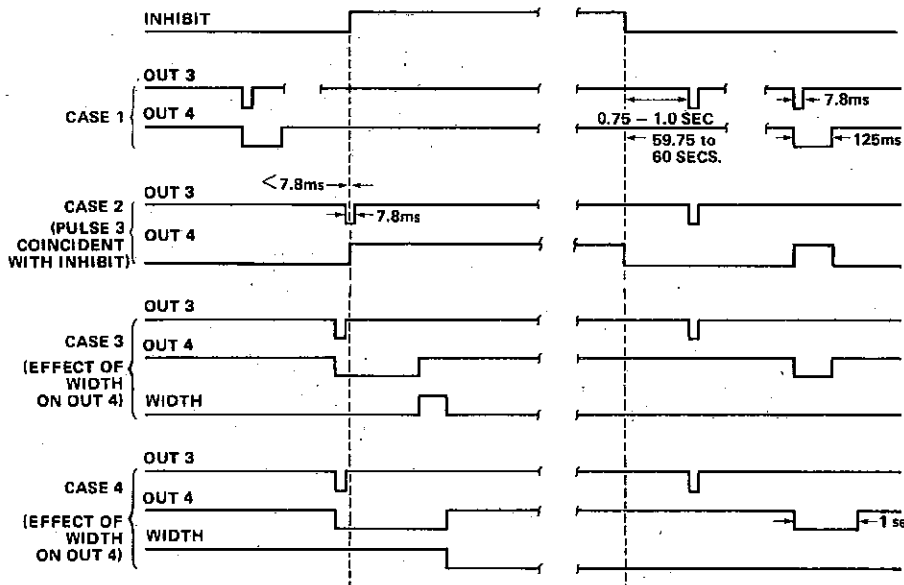 INHIBIT
OUT 3
CASE 1
OUT 4
7.8ms
0.75 – 1.0 SEC
59.75 to
60 SECS.
125ms
<7.8ms
OUT 3
CASE 2
7.8ms
(PULSE 3
COINCIDENT
WITH INHIBIT)
OUT 4
OUT 3
CASE 3
OUT 4
(EFFECT OF
WIDTH
ON OUT 4)
WIDTH
OUT 3
CASE 4
OUT 4
(EFFECT OF
WIDTH
ON OUT 4)
WIDTH
1 se